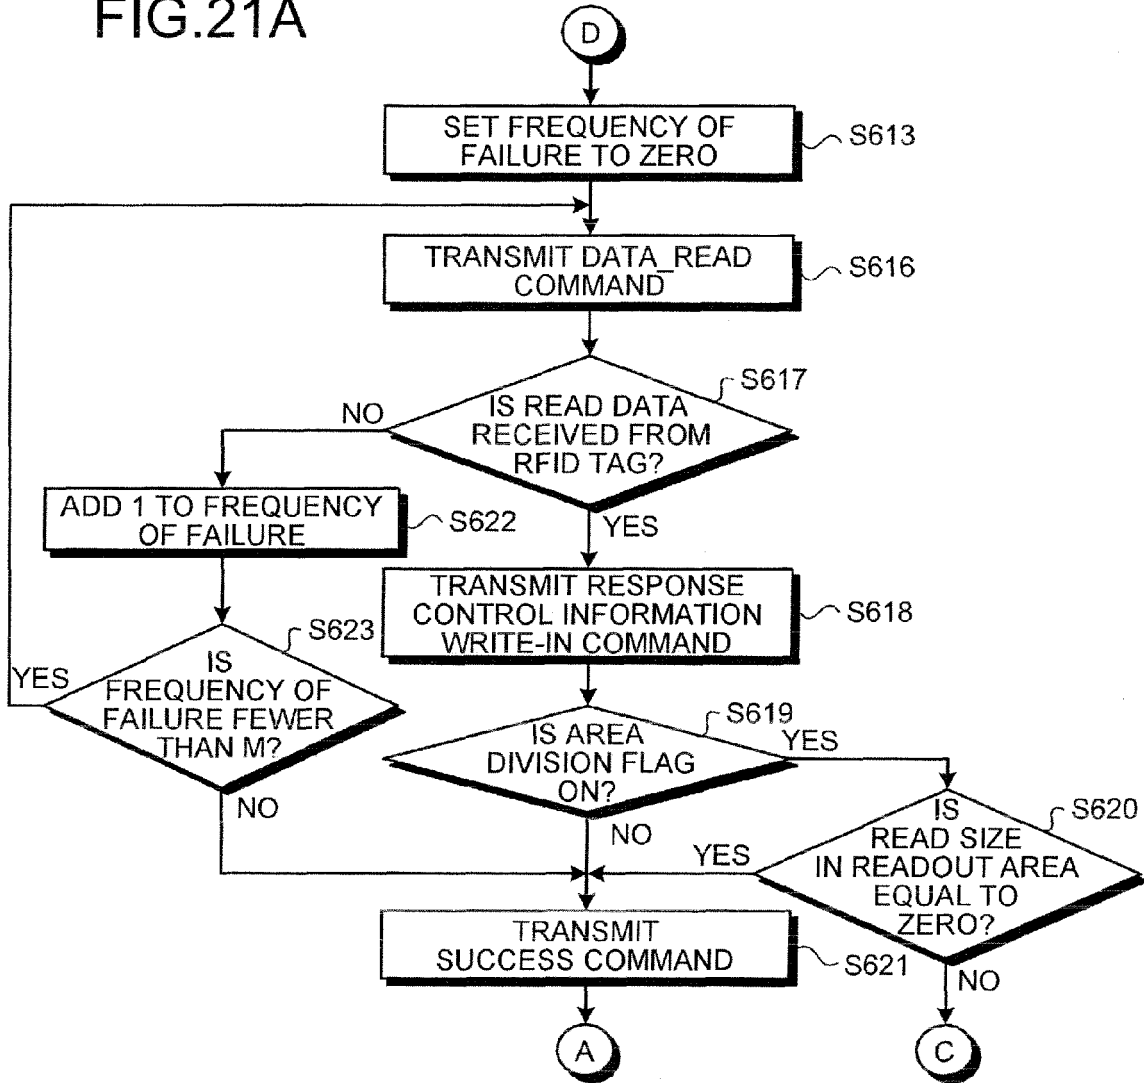 FIG.21A
D
SET FREQUENCY OF
FAILURE TO ZERO
S613
TRANSMIT DATA_READ
COMMAND
S616
IS READ DATA
RECEIVED FROM
RFID TAG?
S617
NO
YES
ADD 1 TO FREQUENCY
OF FAILURE
S622
TRANSMIT RESPONSE
CONTROL INFORMATION
WRITE-IN COMMAND
S618
IS
FREQUENCY OF
FAILURE FEWER
THAN M?
S623
YES
NO
IS AREA
DIVISION FLAG
ON?
S619
YES
NO
IS
READ SIZE
IN READOUT AREA
EQUAL TO
ZERO?
S620
YES
NO
TRANSMIT
SUCCESS COMMAND
S621
A
C